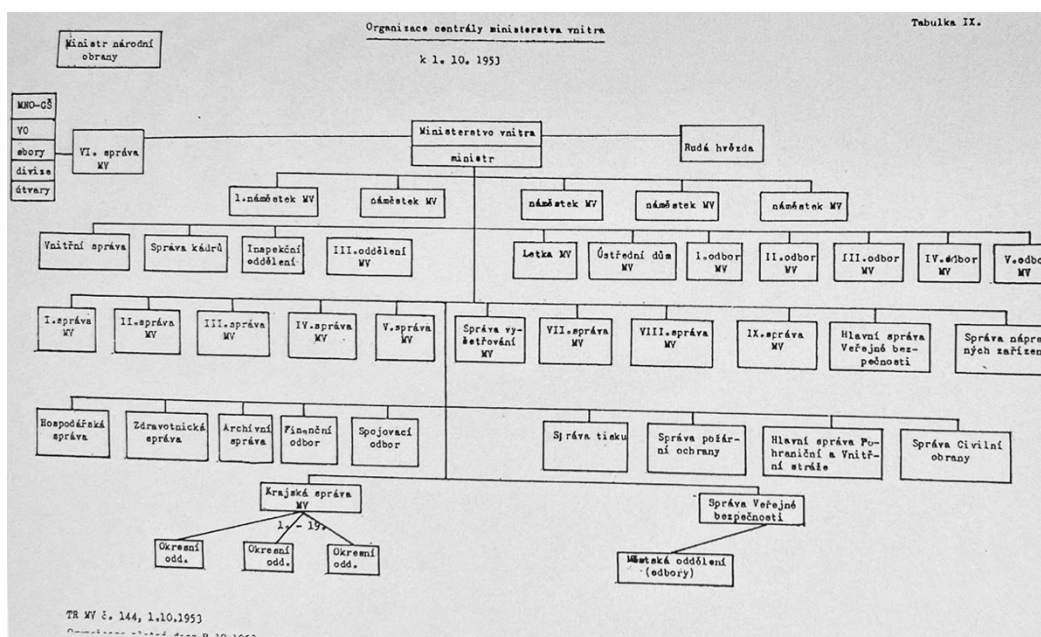 Tabulka IX.
Organizace centrály ministerstva vnitra
k 1. 10. 1953
Ministr národní
obrany
MNO-GŠ
VO
sbory
divize
útvary
VI. správa
MV
Ministerstvo vnitra
ministr
Rudá hvězda
1.náměstek MV
náměstek MV
náměstek MV
náměstek MV
náměstek MV
Vnitřní správa
Správa kádrů
Inspekční
oddělení
III.oddělení
MV
Letka MV
Ústřední dům
MV
I.odbor
MV
II.odbor
MV
III.odbor
MV
IV.odbor
MV
V.odbo
MV
I.správa
MV
II.správa
MV
III.správa
MV
IV.správa
MV
V.správa
MV
Správa vy-
šetřování
MV
VII.správa
MV
VIII.správa
MV
IX.správa
MV
Hlavní správa
Veřejné bez-
pečnosti
Správa nápra
ných zařízen
Hospodářská
správa
Zdravotnická
správa
Archivní
správa
Finanční
odbor
Spojovací
odbor
Správa tisku
Správa požár-
ní ochrany
Hlavní správa Po-
hraniční a Vnitř-
ní stráže
Správa Civilní
obrany
Krajská správa
MV
1. - 19.
Okresní
odd.
Okresní
odd.
Okresní
odd.
Správa Veřejné
bezpečnosti
Městská oddělení
(odbory)
TR MV č. 144, 1.10.1953